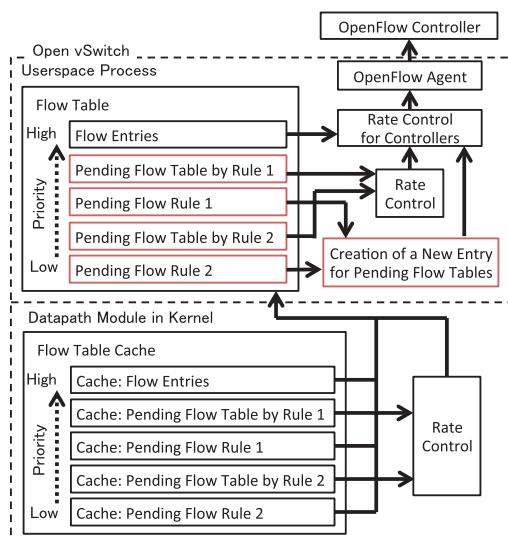 OpenFlow Controller
Open vSwitch
Userspace Process
OpenFlow Agent
Flow Table
Rate Control
for Controllers
High
Flow Entries
Pending Flow Table by Rule 1
Rate
Control
Pending Flow Rule 1
Priority
Pending Flow Table by Rule 2
Creation of a New Entry
for Pending Flow Tables
Low
Pending Flow Rule 2
Datapath Module in Kernel
Flow Table Cache
High
Cache: Flow Entries
Cache: Pending Flow Table by Rule 1
Rate
Control
Cache: Pending Flow Rule 1
Priority
Cache: Pending Flow Table by Rule 2
Low
Cache: Pending Flow Rule 2